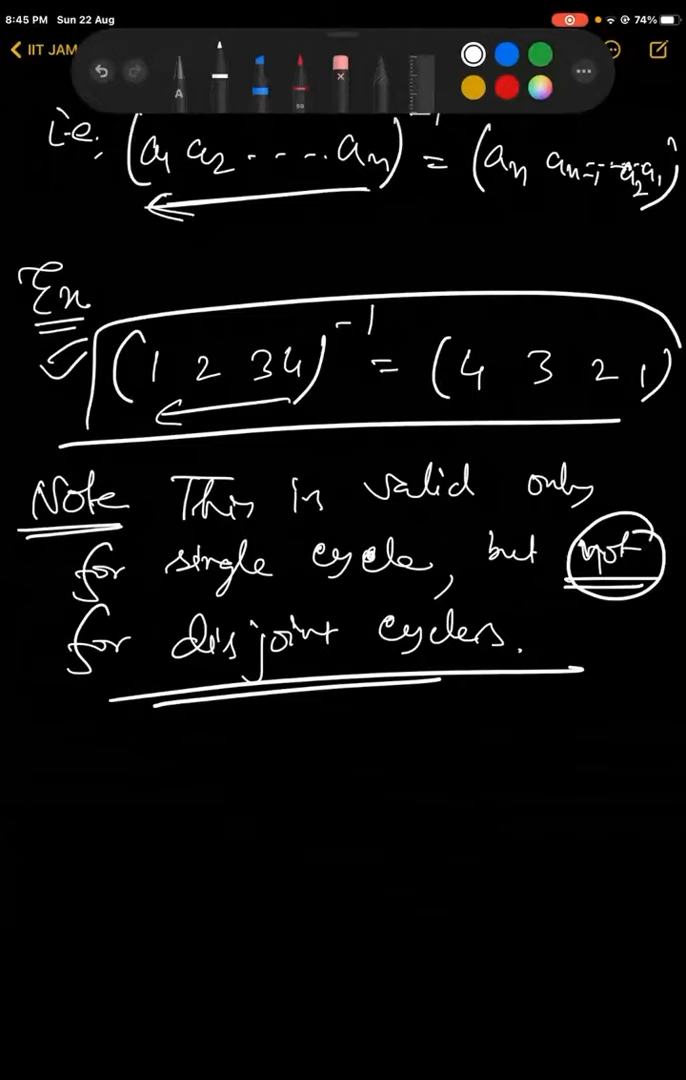 8:45 PM Sun 22 Aug 74%
IIT JAM
A 50
i.e., (a₁ a₂ ..... aₙ)⁻¹ = (aₙ aₙ₋₁ --- a₂ a₁)
Ex
(1 2 3 4)⁻¹ = (4 3 2 1)
Note This is valid only
for single cycle, but not
for disjoint cycles.